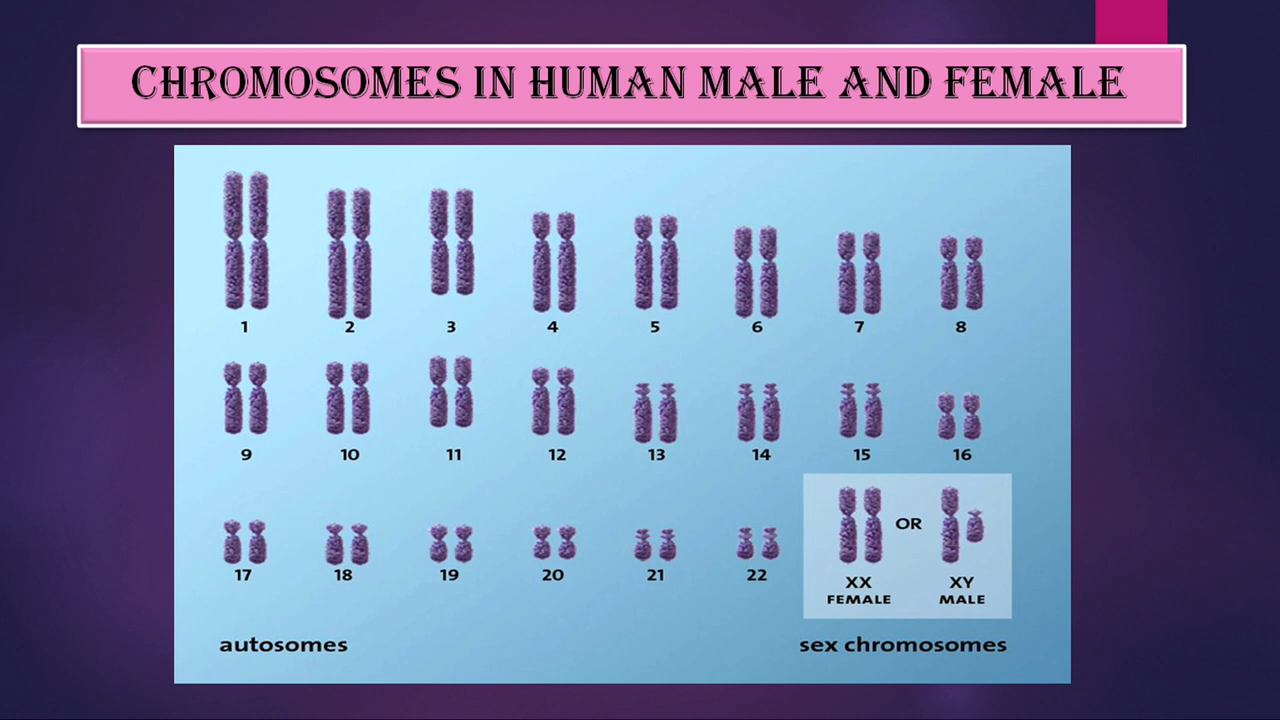 CHROMOSOMES IN HUMAN MALE AND FEMALE
1 2 3 4 5 6 7 8
9 10 11 12 13 14 15 16
OR
XX XY
FEMALE MALE
17 18 19 20 21 22
autosomes sex chromosomes